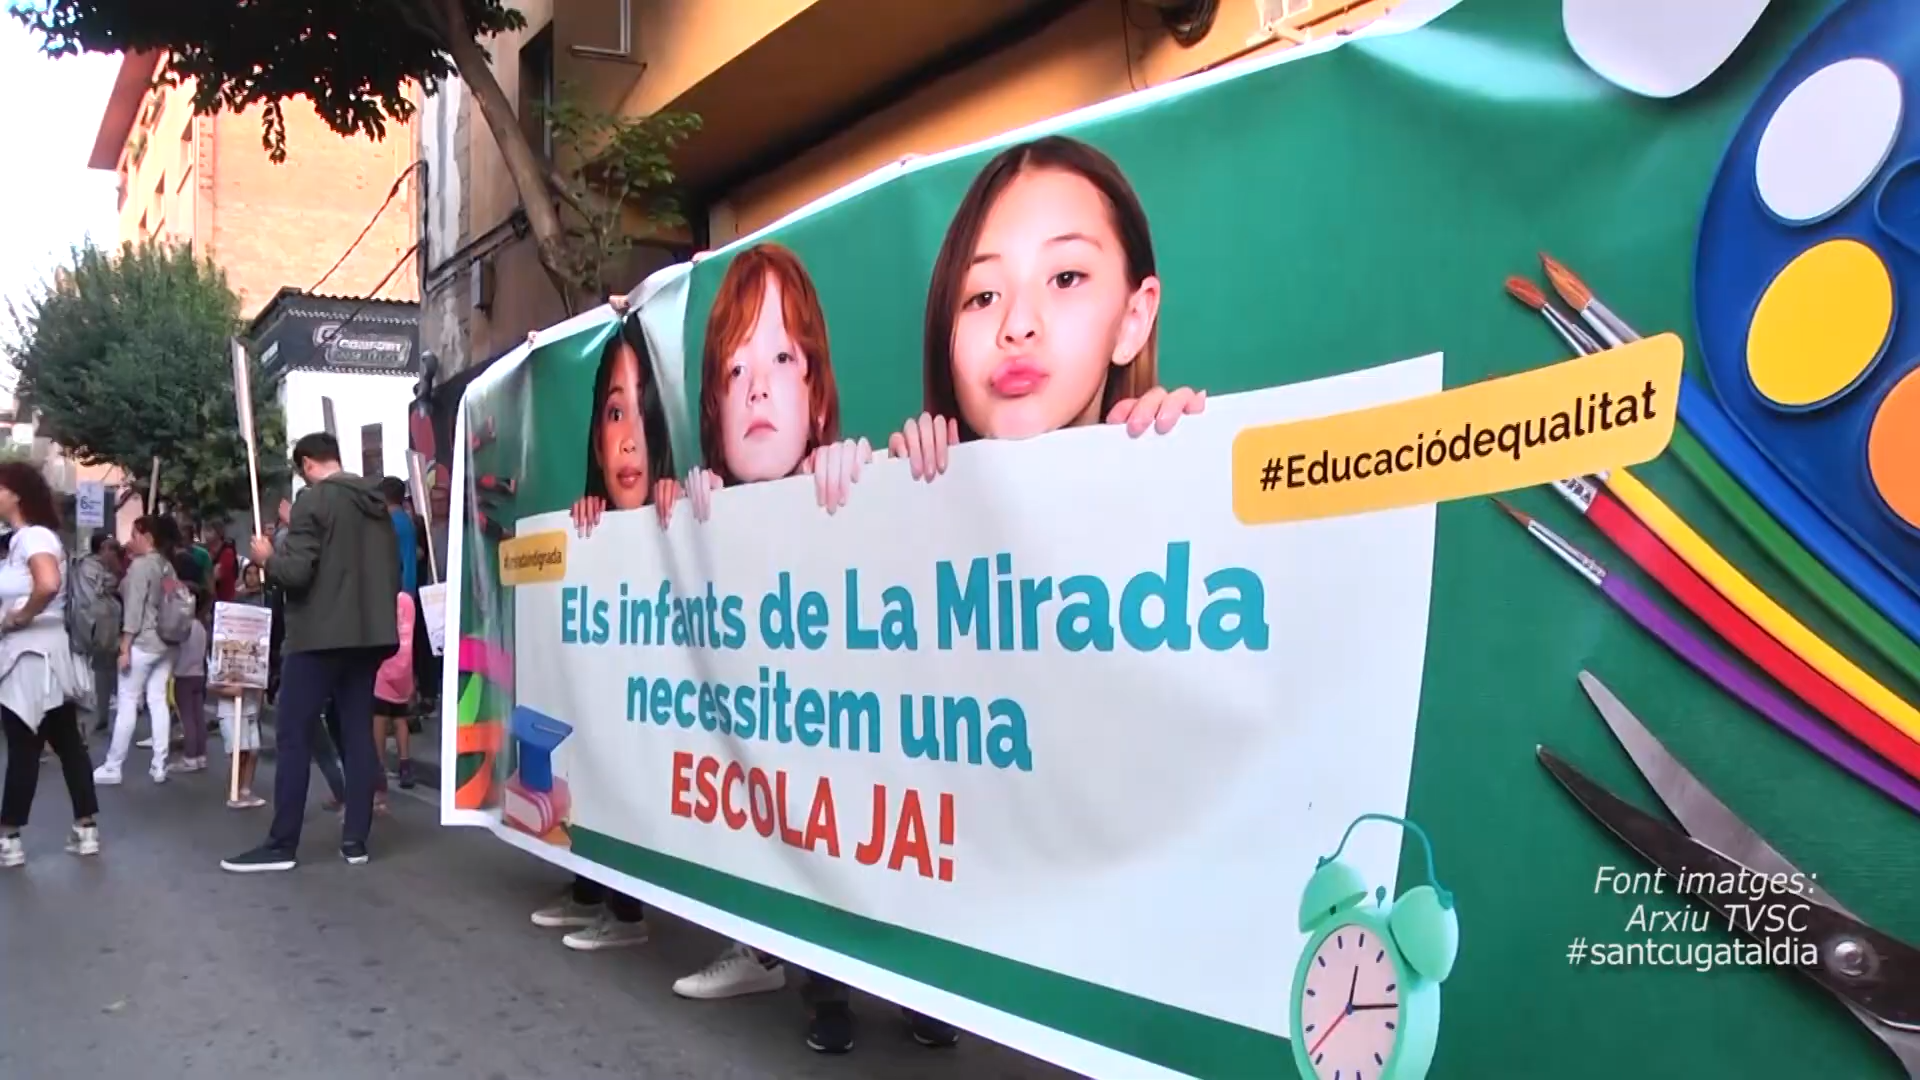 #Educaciódequalitat
Els infants de La Mirada
necessitem una
ESCOLA JA!
Font imatges:
Arxiu TVSC
#santcugataldia